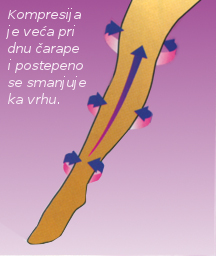 Kompresija
je veća pri
dnu čarape
i postepeno
se smanjuje
ka vrhu.